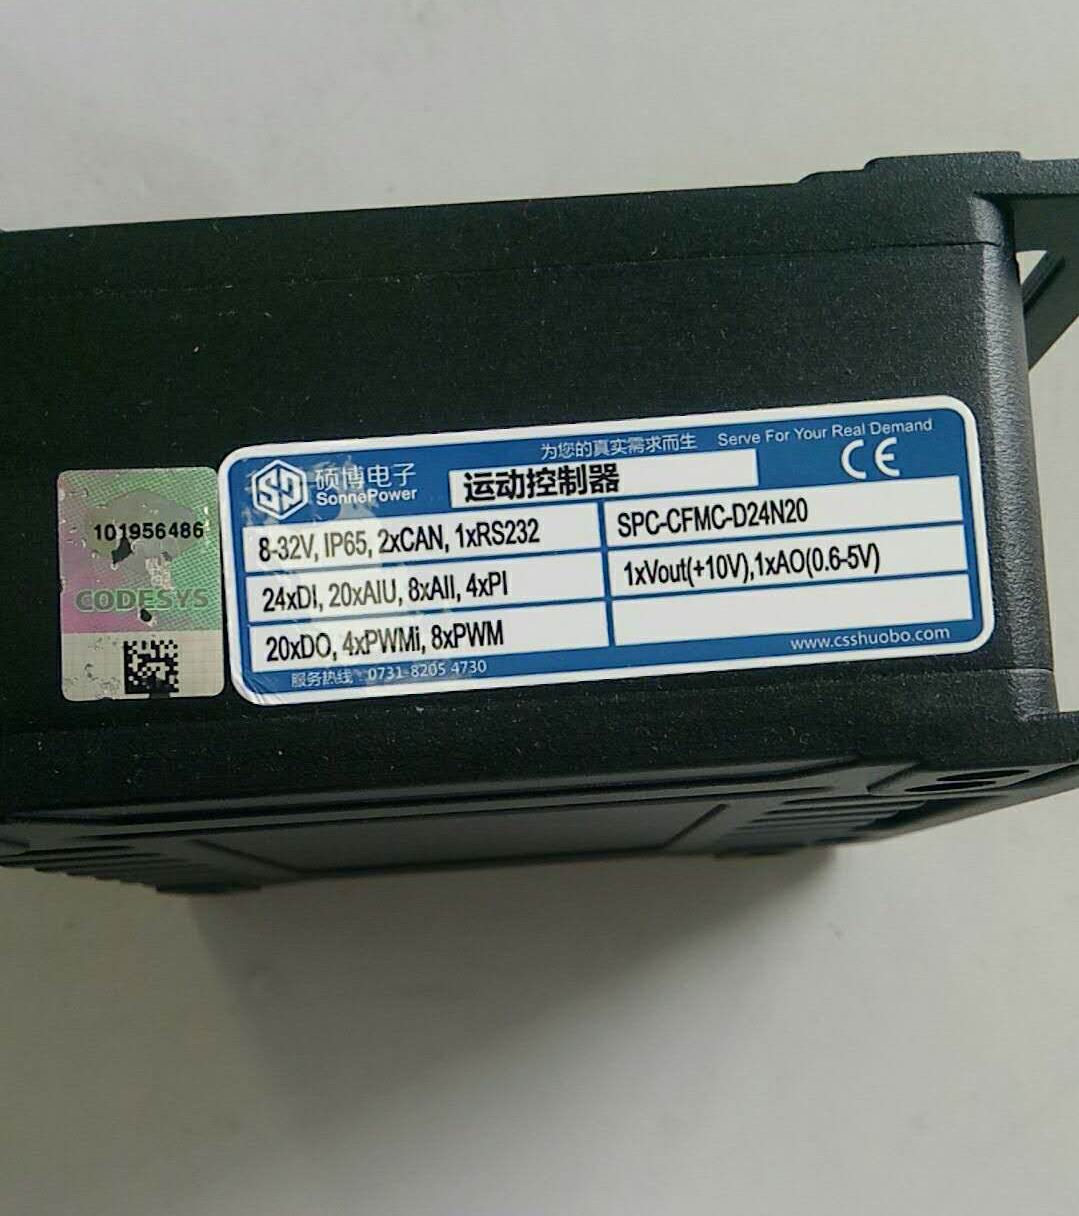 为您的真实需求而生 Serve For Your Real Demand
硕博电子
SonnePower
运动控制器
CE
8-32V, IP65, 2xCAN, 1xRS232
SPC-CFMC-D24N20
24xDI, 20xAIU, 8xAII, 4xPI
1xVout(+10V),1xAO(0.6-5V)
20xDO, 4xPWMi, 8xPWM
服务热线：0731-8205 4730
www.csshuobo.com
101956486
CODESYS